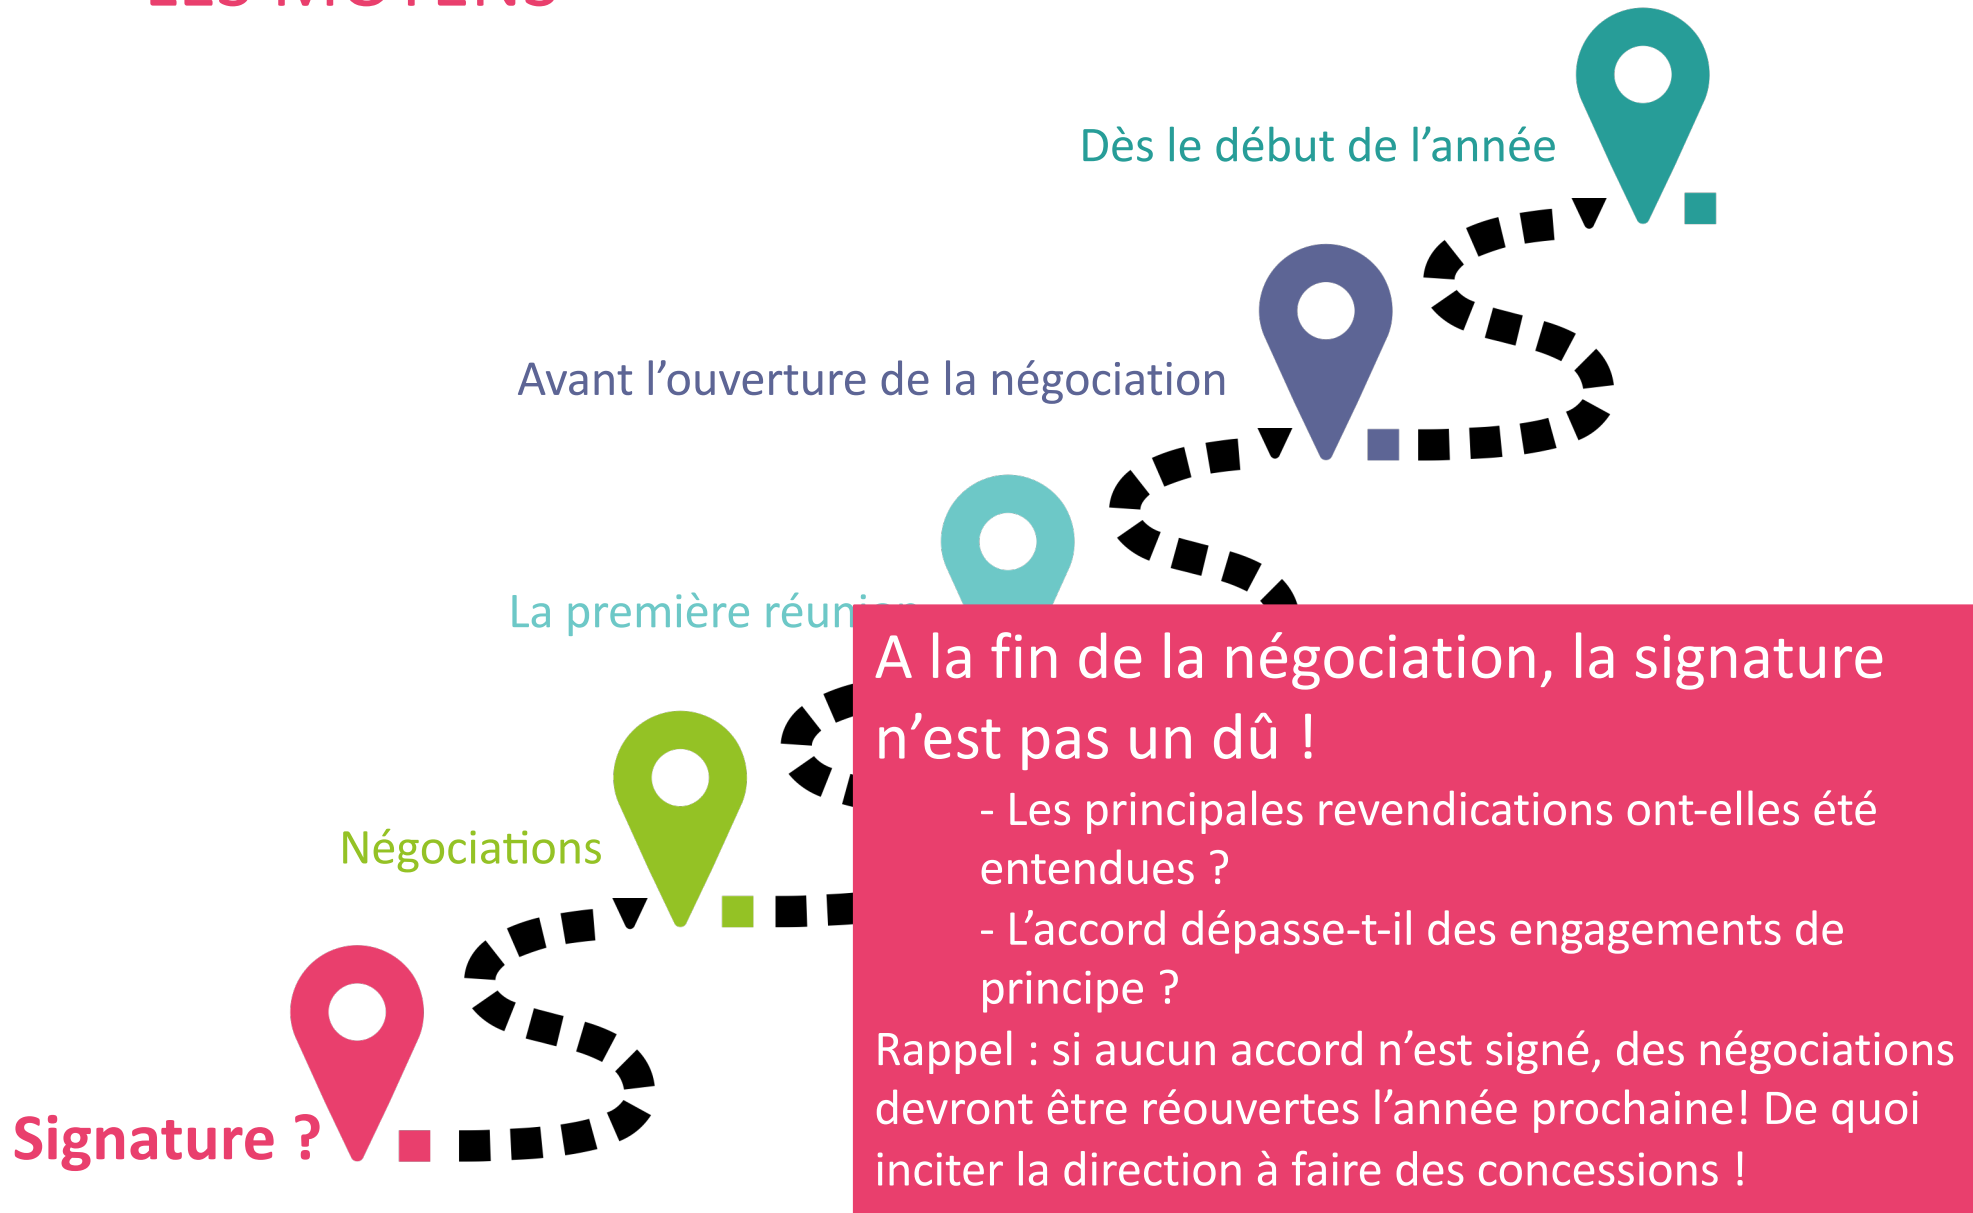 LES MOYENS
Dès le début de l’année
Avant l’ouverture de la négociation
La première réunion
A la fin de la négociation, la signature
n’est pas un dû !
- Les principales revendications ont-elles été
entendues ?
- L’accord dépasse-t-il des engagements de
principe ?
Rappel : si aucun accord n’est signé, des négociations
devront être réouvertes l’année prochaine! De quoi
inciter la direction à faire des concessions !
Négociations
Signature ?